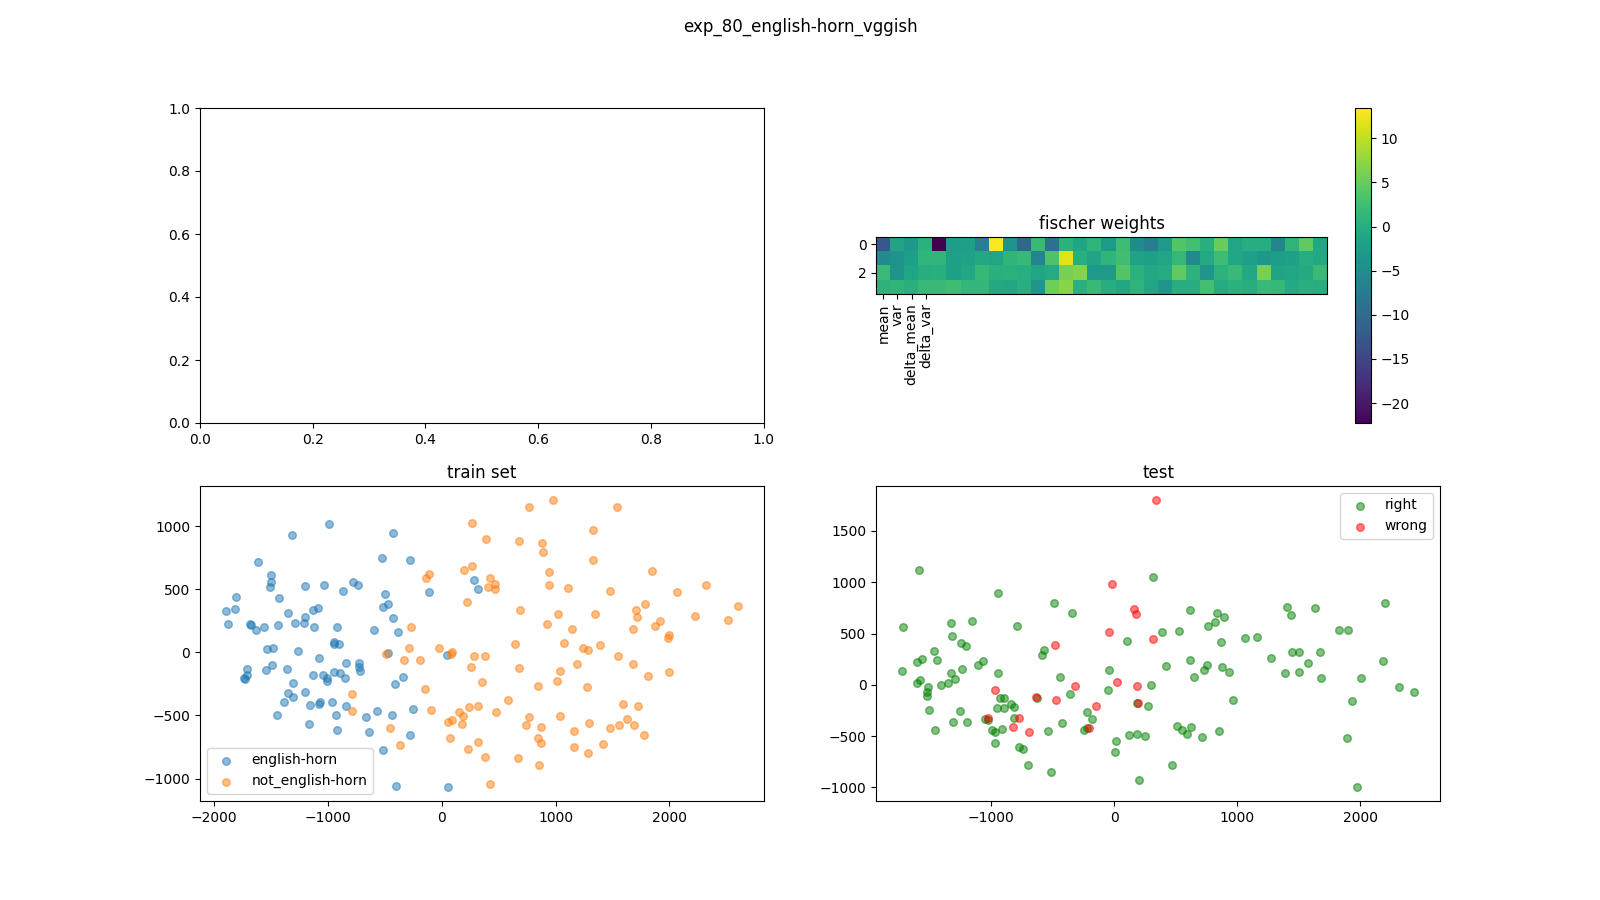 exp_80_english-horn_vggish
1.0
0.8
0.6
0.4
0.2
0.0
0.0 0.2 0.4 0.6 0.8 1.0
fischer weights
0
2
mean
var
delta_mean
delta_var
10
5
0
−5
−10
−15
−20
train set
1000
500
0
−500
−1000
−2000 −1000 0 1000 2000
english-horn
not_english-horn
test
1500
1000
500
0
−500
−1000
−1000 0 1000 2000
right
wrong